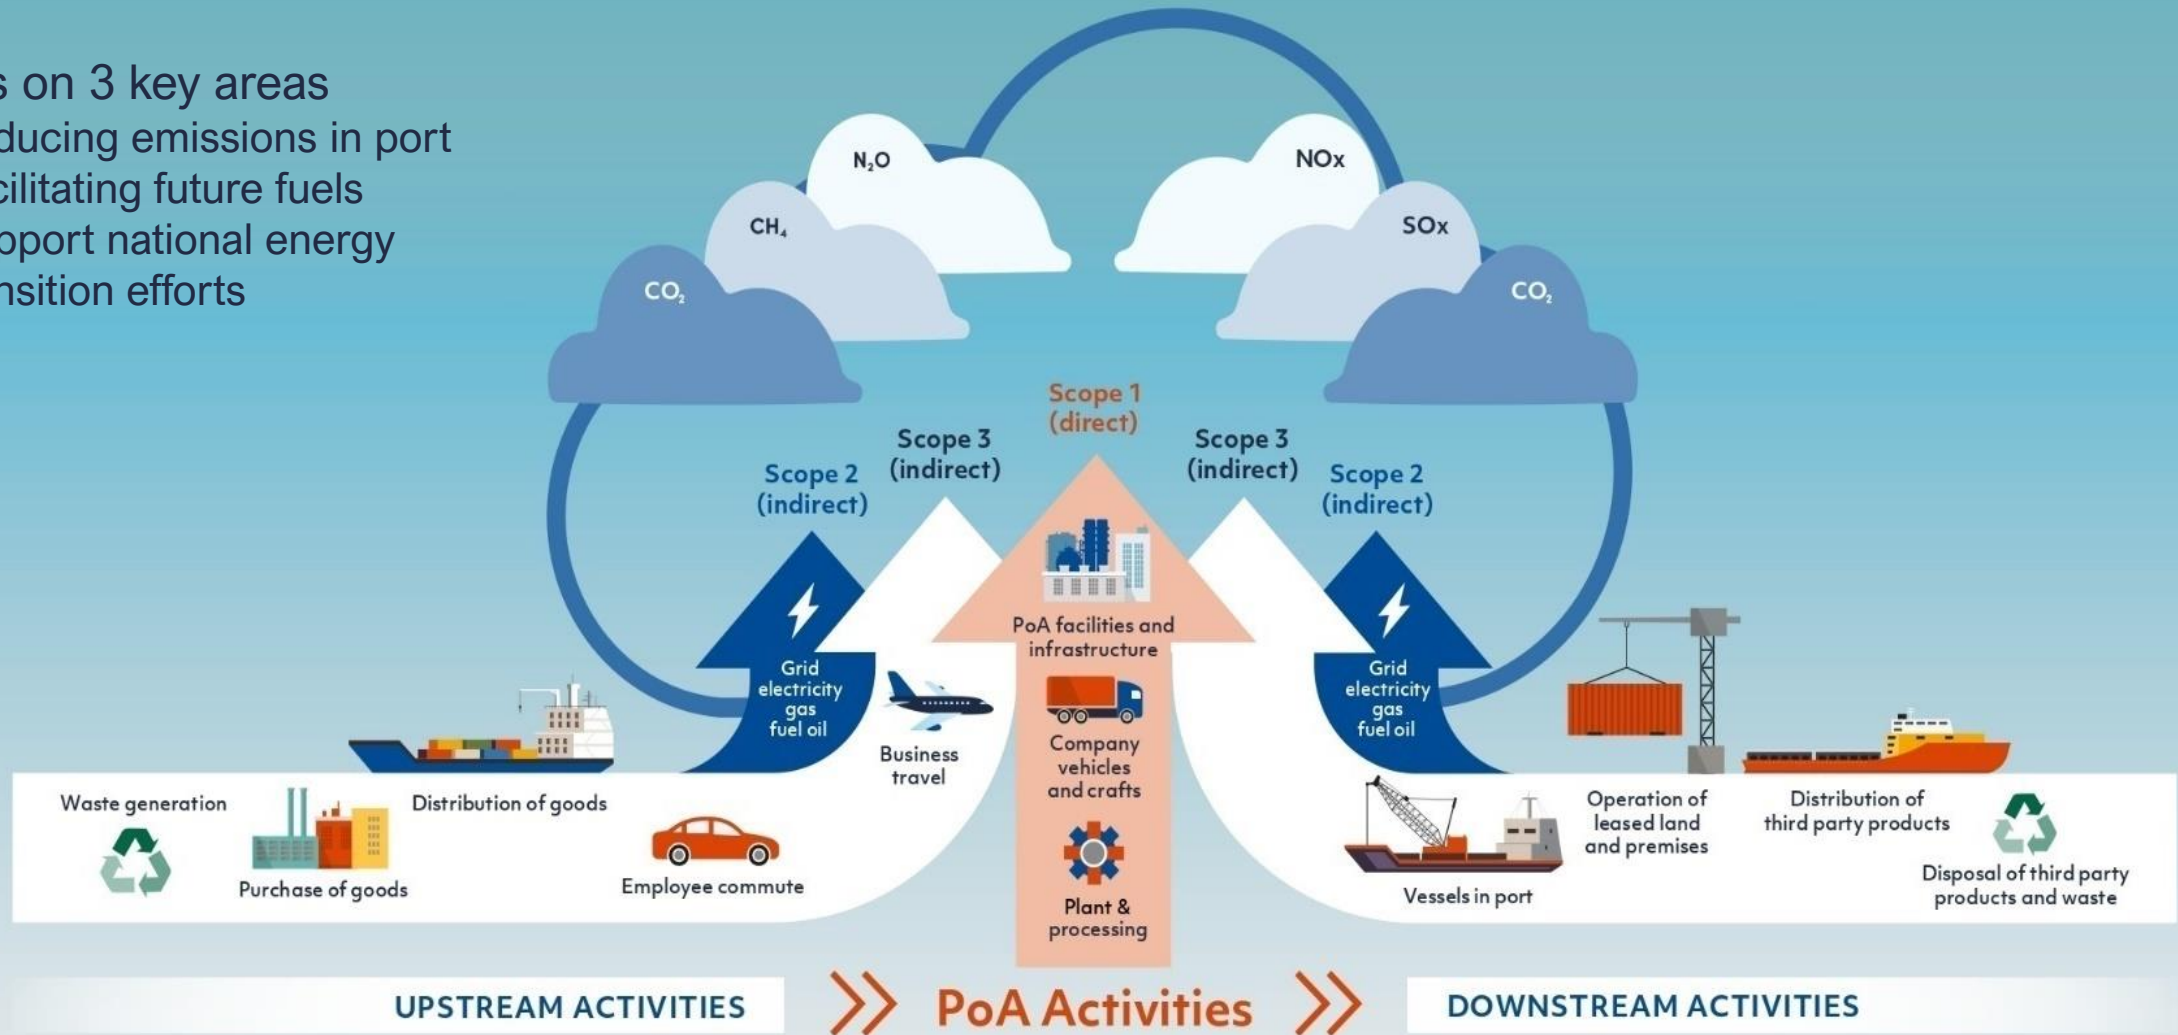 s on 3 key areas
ducing emissions in port
cilitating future fuels
pport national energy
nsition efforts
N₂O
NOx
CH₄
SOx
CO₂
CO₂
Scope 1
(direct)
Scope 3
(indirect)
Scope 3
(indirect)
Scope 2
(indirect)
Scope 2
(indirect)
PoA facilities and
infrastructure
Grid
electricity
gas
fuel oil
Grid
electricity
gas
fuel oil
Business
travel
Company
vehicles
and crafts
Waste generation
Distribution of goods
Purchase of goods
Employee commute
Plant &
processing
Operation of
leased land
and premises
Distribution of
third party products
Vessels in port
Disposal of third party
products and waste
UPSTREAM ACTIVITIES
PoA Activities
DOWNSTREAM ACTIVITIES